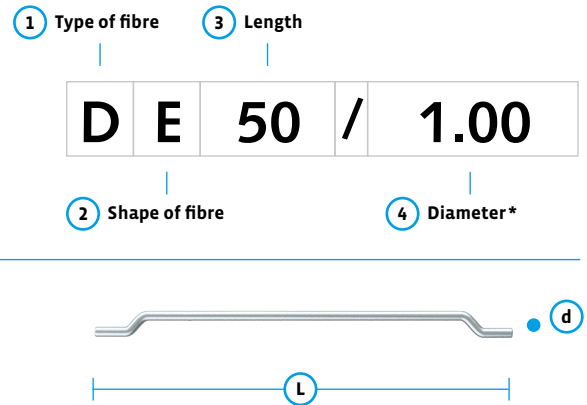 1 Type of fibre 3 Length
D E 50 / 1.00
2 Shape of fibre 4 Diameter*
d
L